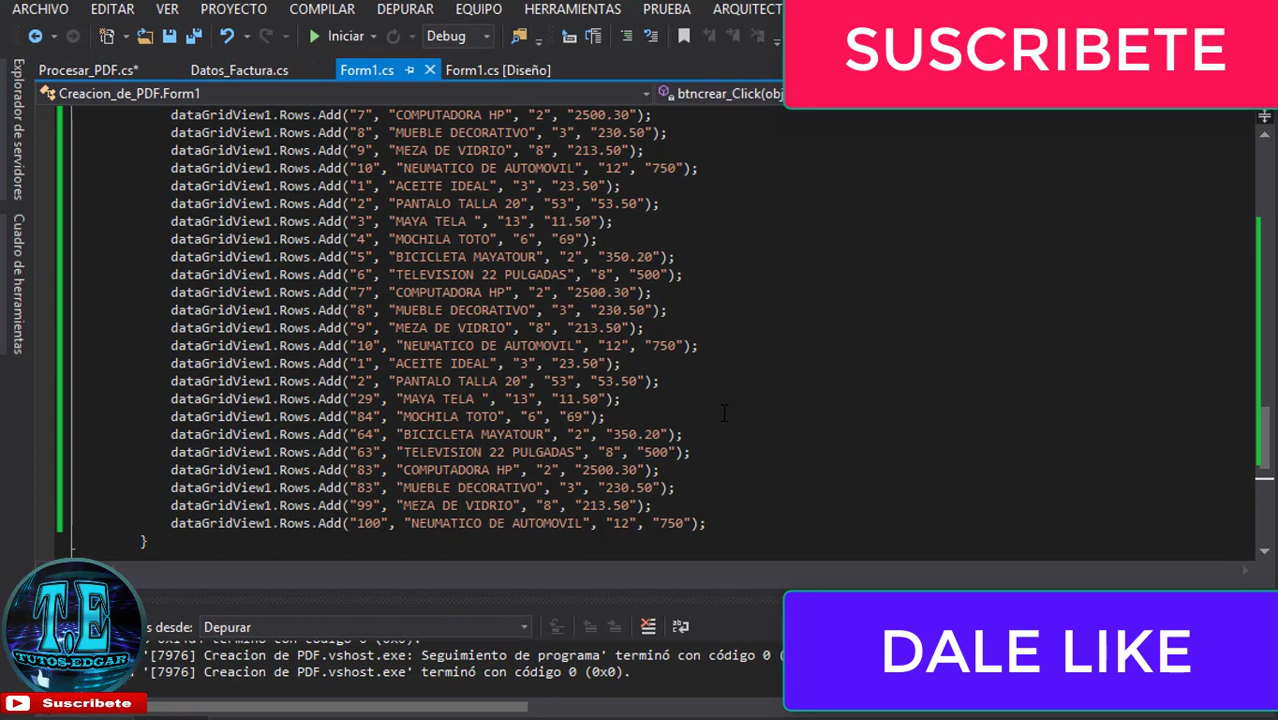 ARCHIVO EDITAR VER PROYECTO COMPILAR DEPURAR EQUIPO HERRAMIENTAS PRUEBA ARQUITECT
Iniciar Debug
SUSCRIBETE
Procesar_PDF.cs* Datos_Factura.cs Form1.cs Form1.cs [Diseño]
Creacion_de_PDF.Form1 btncrear_Click(obj
Explorador de servidores
Cuadro de herramientas
dataGridView1.Rows.Add("7", "COMPUTADORA HP", "2", "2500.30");
dataGridView1.Rows.Add("8", "MUEBLE DECORATIVO", "3", "230.50");
dataGridView1.Rows.Add("9", "MEZA DE VIDRIO", "8", "213.50");
dataGridView1.Rows.Add("10", "NEUMATICO DE AUTOMOVIL", "12", "750");
dataGridView1.Rows.Add("1", "ACEITE IDEAL", "3", "23.50");
dataGridView1.Rows.Add("2", "PANTALO TALLA 20", "53", "53.50");
dataGridView1.Rows.Add("3", "MAYA TELA ", "13", "11.50");
dataGridView1.Rows.Add("4", "MOCHILA TOTO", "6", "69");
dataGridView1.Rows.Add("5", "BICICLETA MAYATOUR", "2", "350.20");
dataGridView1.Rows.Add("6", "TELEVISION 22 PULGADAS", "8", "500");
dataGridView1.Rows.Add("7", "COMPUTADORA HP", "2", "2500.30");
dataGridView1.Rows.Add("8", "MUEBLE DECORATIVO", "3", "230.50");
dataGridView1.Rows.Add("9", "MEZA DE VIDRIO", "8", "213.50");
dataGridView1.Rows.Add("10", "NEUMATICO DE AUTOMOVIL", "12", "750");
dataGridView1.Rows.Add("1", "ACEITE IDEAL", "3", "23.50");
dataGridView1.Rows.Add("2", "PANTALO TALLA 20", "53", "53.50");
dataGridView1.Rows.Add("29", "MAYA TELA ", "13", "11.50");
dataGridView1.Rows.Add("84", "MOCHILA TOTO", "6", "69");
dataGridView1.Rows.Add("64", "BICICLETA MAYATOUR", "2", "350.20");
dataGridView1.Rows.Add("63", "TELEVISION 22 PULGADAS", "8", "500");
dataGridView1.Rows.Add("83", "COMPUTADORA HP", "2", "2500.30");
dataGridView1.Rows.Add("83", "MUEBLE DECORATIVO", "3", "230.50");
dataGridView1.Rows.Add("99", "MEZA DE VIDRIO", "8", "213.50");
dataGridView1.Rows.Add("100", "NEUMATICO DE AUTOMOVIL", "12", "750");
}
s desde: Depurar
'[7976] Creacion de PDF.vshost.exe: Seguimiento de programa' terminó con código 0 (
'[7976] Creacion de PDF.vshost.exe' terminó con código 0 (0x0).
DALE LIKE
T.E
TUTOS-EDGAR
Suscribete